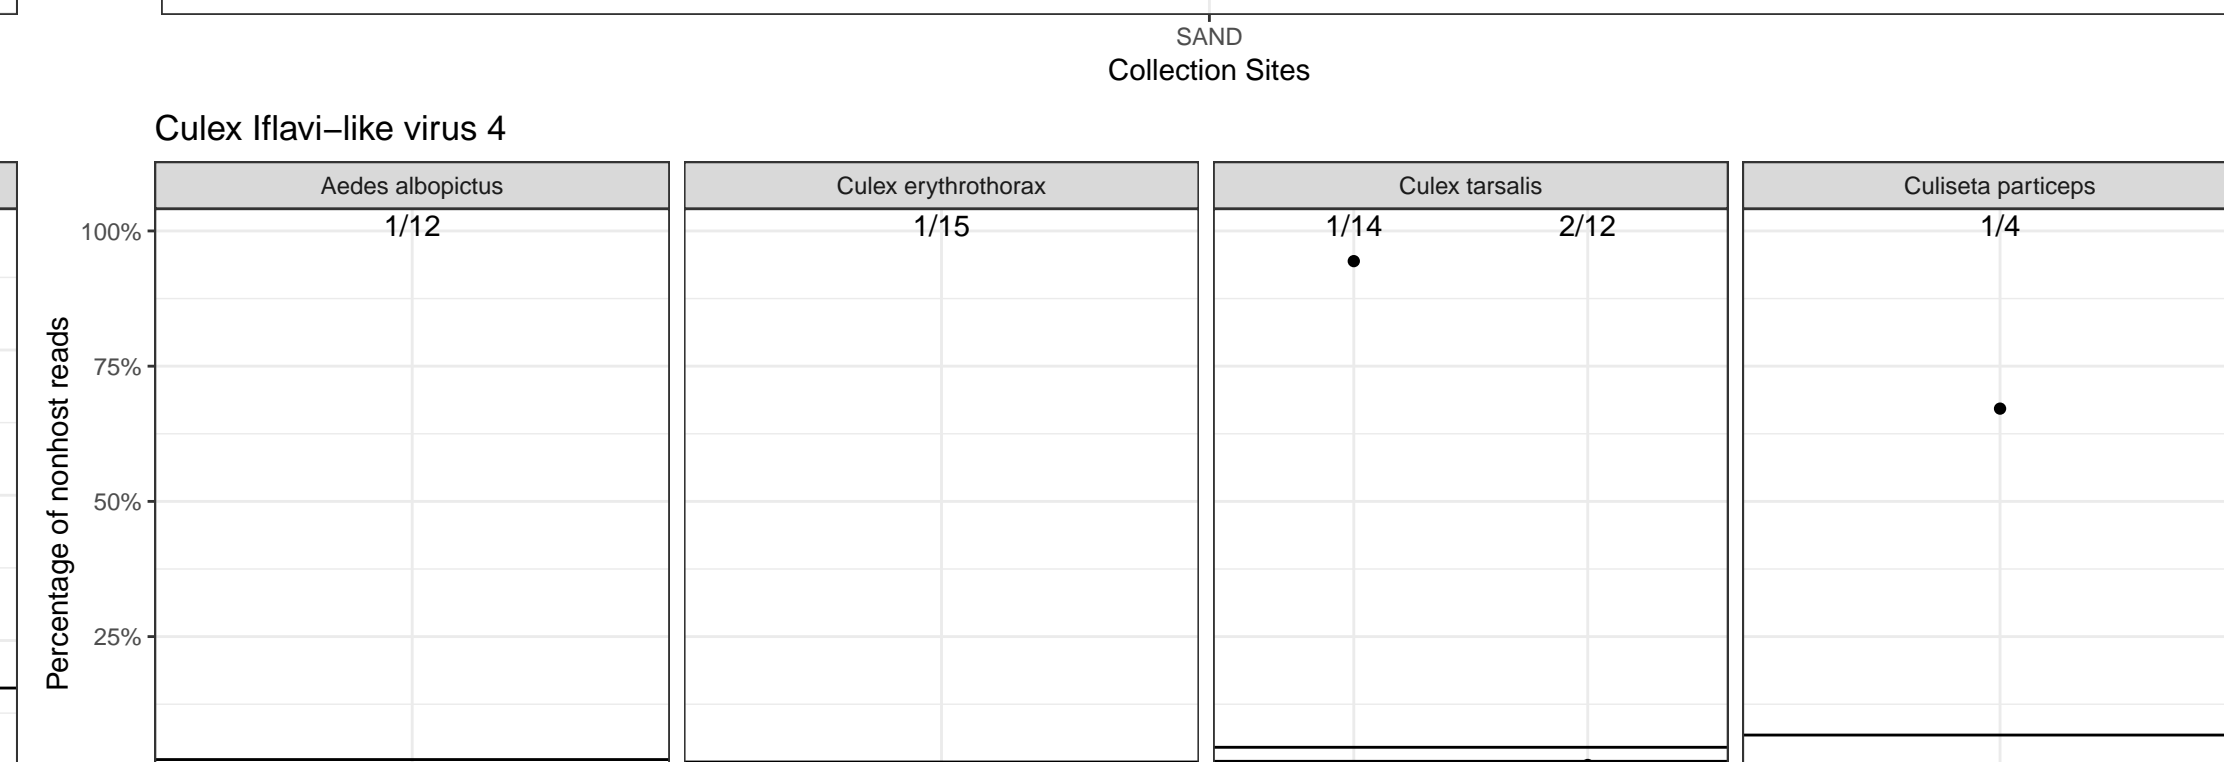 SAND
Collection Sites
Culex Iflavi−like virus 4
Aedes albopictus
Culex erythrothorax
Culex tarsalis
Culiseta particeps
1/12
1/15
1/14
2/12
1/4
100%
75%
50%
25%
Percentage of nonhost reads